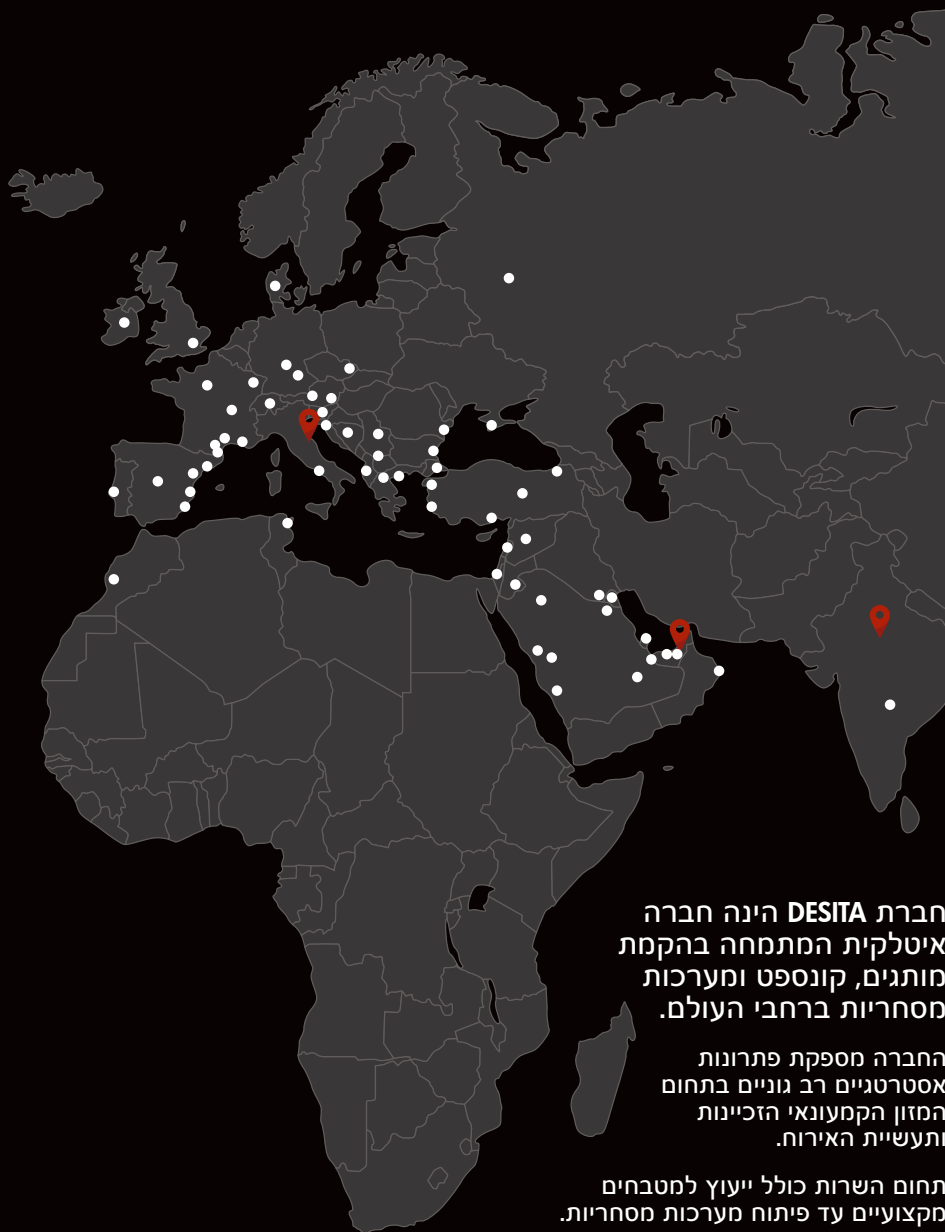 חברת DESITA הינה חברה
איטלקית המתמחה בהקמת
מותגים, קונספט ומערכות
מסחריות ברחבי העולם.
החברה מספקת פתרונות
אסטרטגיים רב גוניים בתחום
המזון הקמעונאי הזכיינות
ותעשיית האירוח.
תחום השרות כולל ייעוץ למטבחים
מקצועיים עד פיתוח מערכות מסחריות.